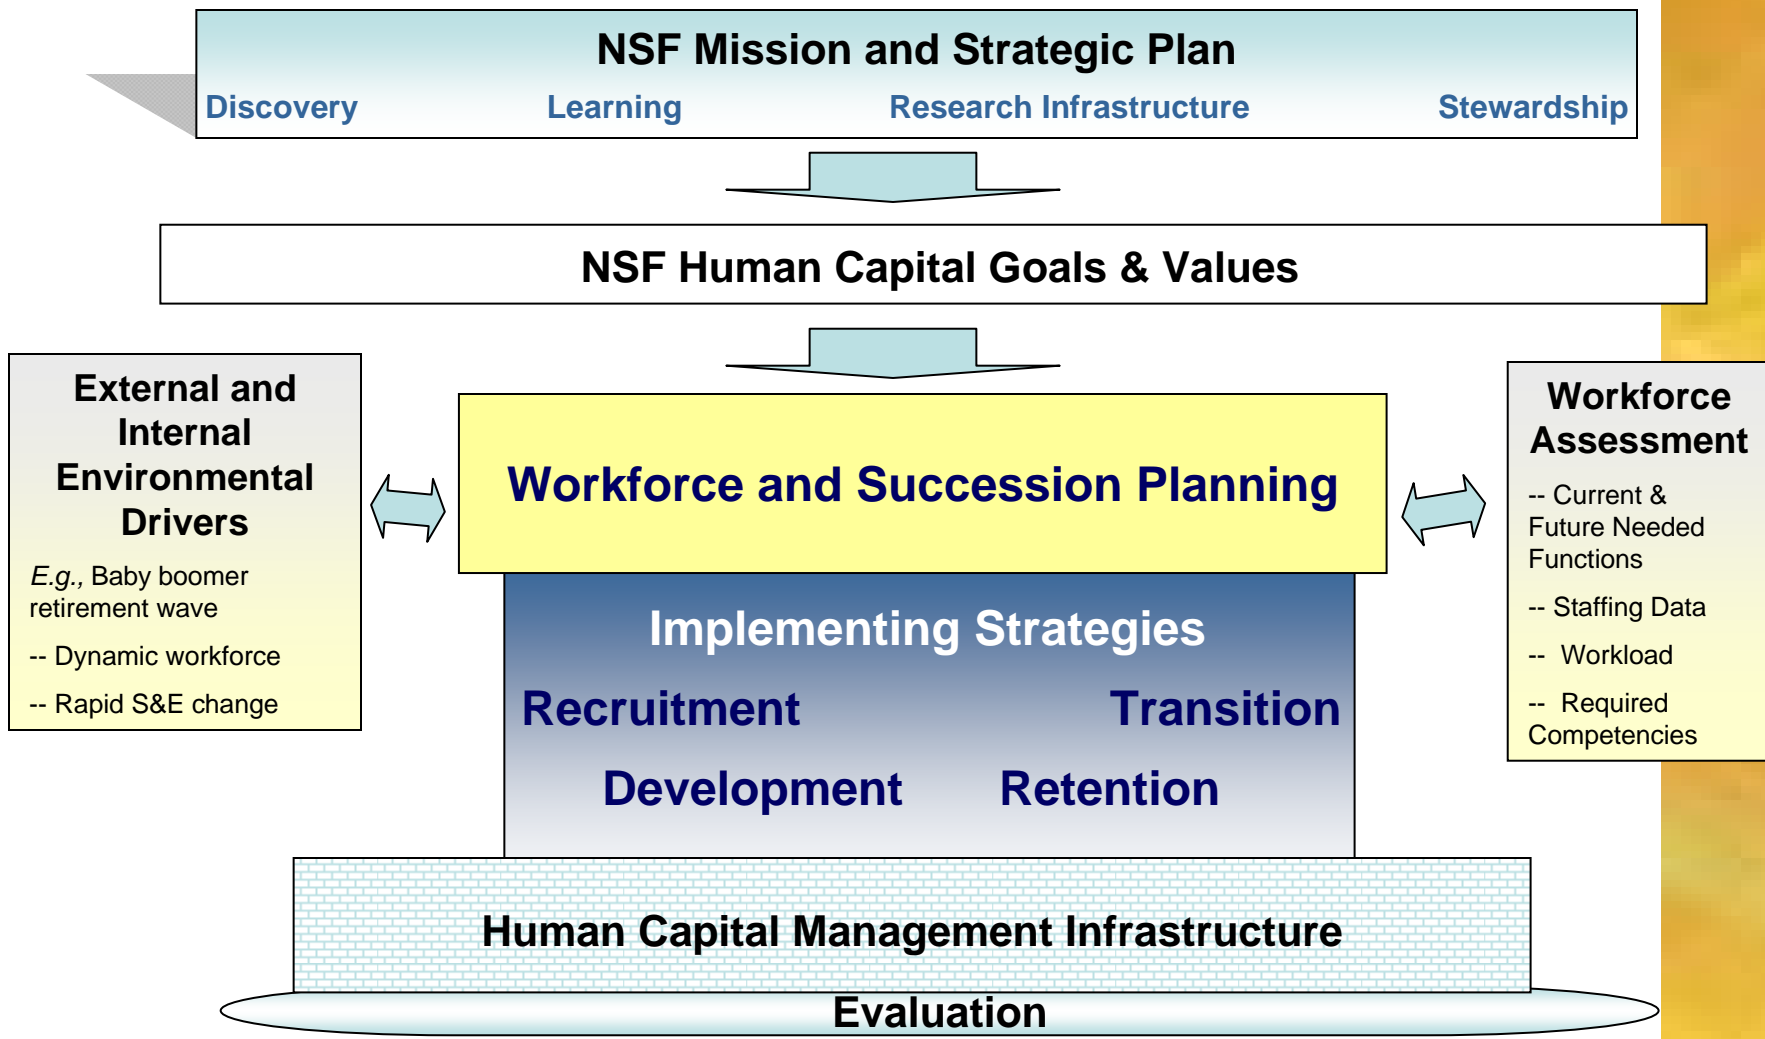 NSF Mission and Strategic Plan
Discovery Learning Research Infrastructure Stewardship
NSF Human Capital Goals & Values
External and
Internal
Environmental
Drivers
E.g., Baby boomer
retirement wave
-- Dynamic workforce
-- Rapid S&E change
Workforce and Succession Planning
Implementing Strategies
Recruitment Transition
Development Retention
Workforce
Assessment
-- Current &
Future Needed
Functions
-- Staffing Data
-- Workload
-- Required
Competencies
Human Capital Management Infrastructure
Evaluation